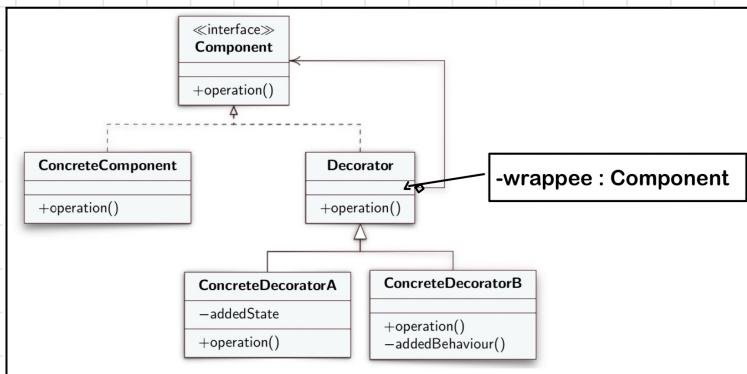 ≪interface≫
Component
+operation()
ConcreteComponent
+operation()
Decorator
+operation()
-wrappee : Component
ConcreteDecoratorA
−addedState
+operation()
ConcreteDecoratorB
+operation()
−addedBehaviour()